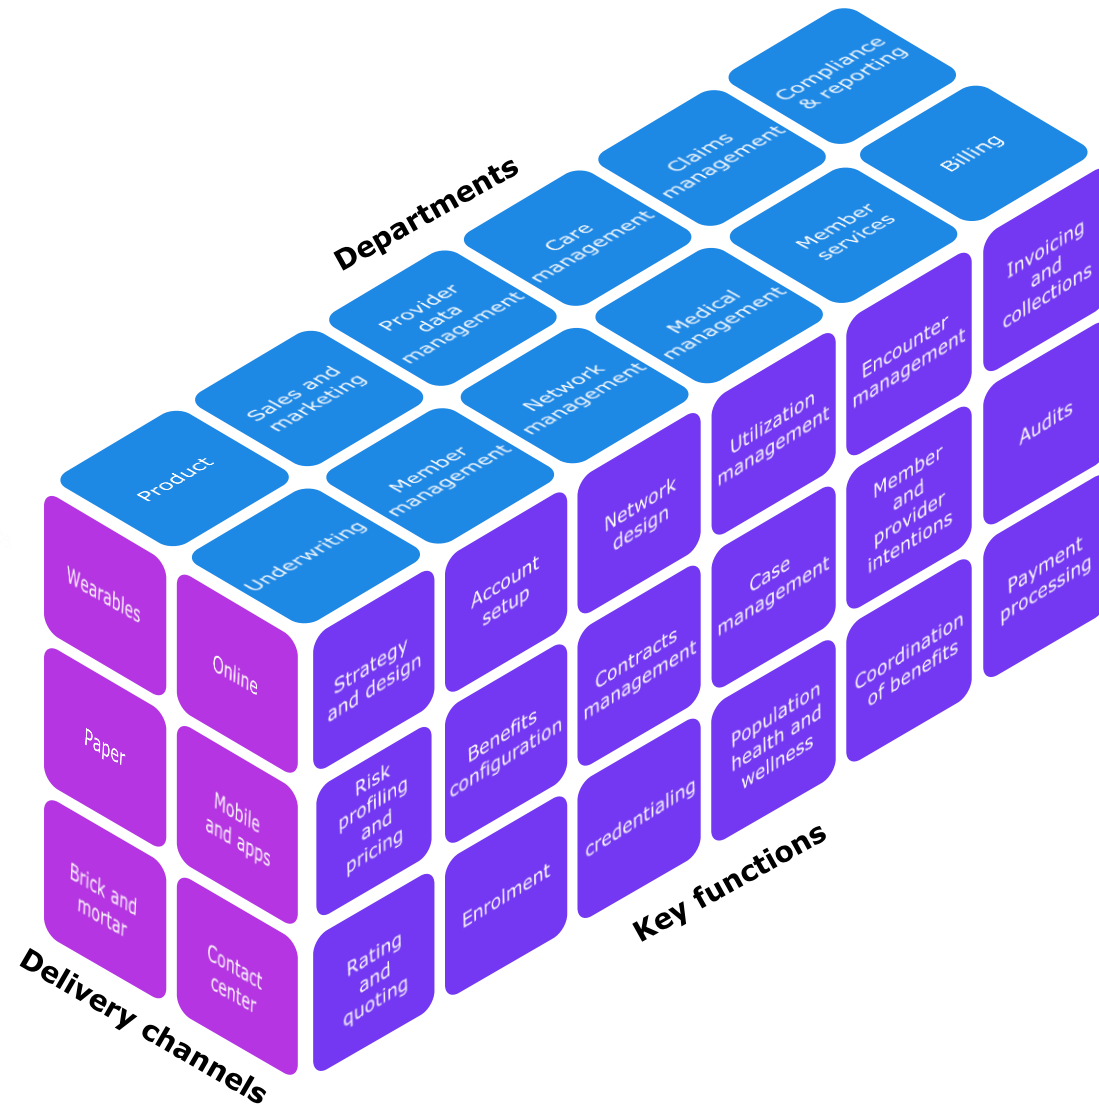 Departments
Compliance
& reporting
Claims
management
Billing
Care
management
Member
services
Provider
data
management
Medical
management
Sales and
marketing
Network
management
Product
Member
management
Underwriting
Wearables
Online
Paper
Mobile
and apps
Brick and
mortar
Contact
center
Delivery channels
Strategy
and design
Account
setup
Network
design
Utilization
management
Encounter
management
Invoicing
and
collections
Risk
profiling
and
pricing
Benefits
configuration
Contracts
management
Case
management
Member
and
provider
intentions
Audits
Rating
and
quoting
Enrolment
credentialing
Population
health and
wellness
Coordination
of benefits
Payment
processing
Key functions